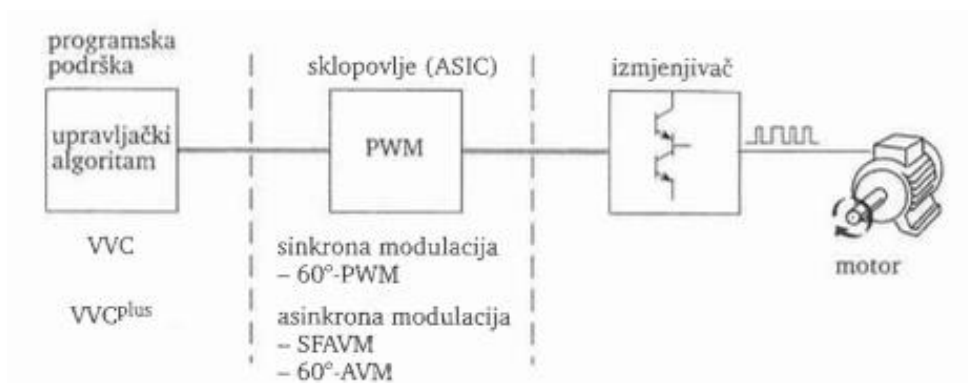 programska
podrška
sklopovlje (ASIC)
izmjenjivač
upravljački
algoritam
PWM
motor
VVC
sinkrona modulacija
– 60°-PWM
VVCplus
asinkrona modulacija
– SFAVM
– 60°-AVM